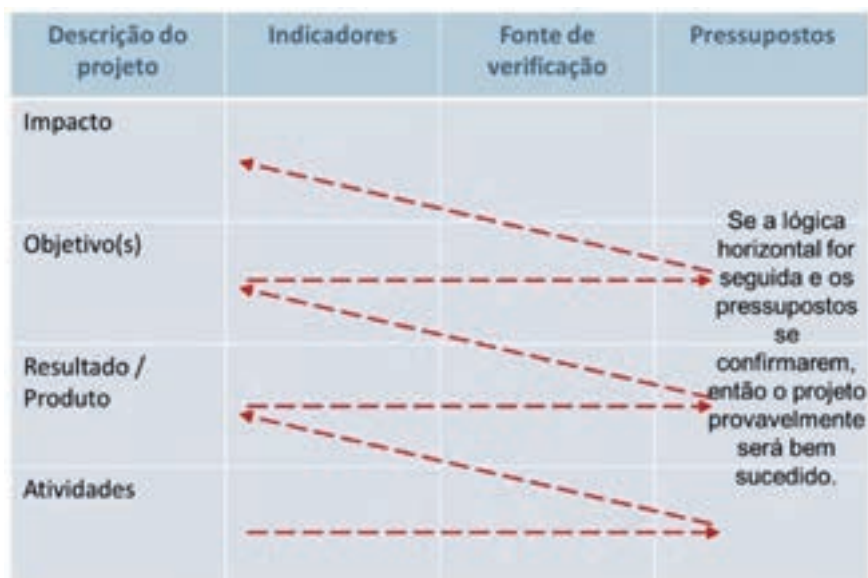 Descrição do
projeto
Indicadores
Fonte de
verificação
Pressupostos
Impacto
Objetivo(s)
Resultado /
Produto
Atividades
Se a lógica
horizontal for
seguida e os
pressupostos
se
confirmarem,
então o projeto
provavelmente
será bem
sucedido.